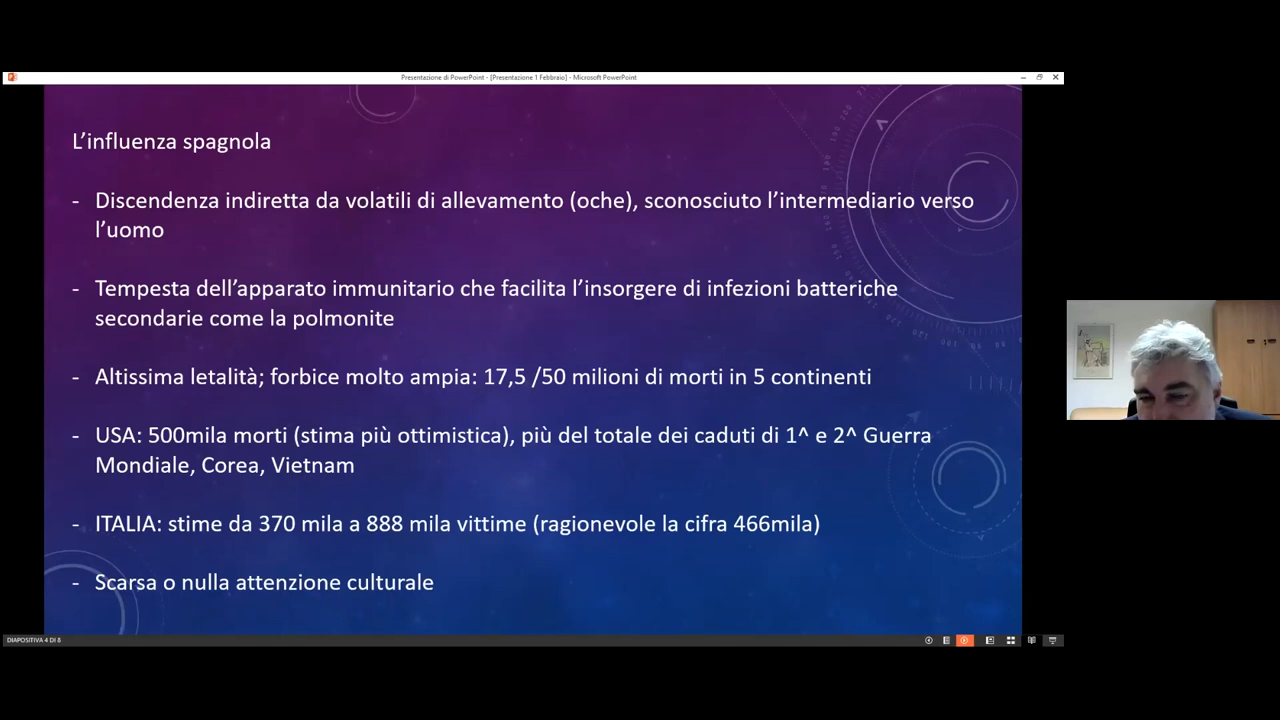 Presentazione di PowerPoint - [Presentazione 1 Febbraio] - Microsoft PowerPoint
L’influenza spagnola
- Discendenza indiretta da volatili di allevamento (oche), sconosciuto l’intermediario verso
l’uomo
- Tempesta dell’apparato immunitario che facilita l’insorgere di infezioni batteriche
secondarie come la polmonite
- Altissima letalità; forbice molto ampia: 17,5 /50 milioni di morti in 5 continenti
- USA: 500mila morti (stima più ottimistica), più del totale dei caduti di 1^ e 2^ Guerra
Mondiale, Corea, Vietnam
- ITALIA: stime da 370 mila a 888 mila vittime (ragionevole la cifra 466mila)
- Scarsa o nulla attenzione culturale
DIAPOSITIVA 4 DI 8